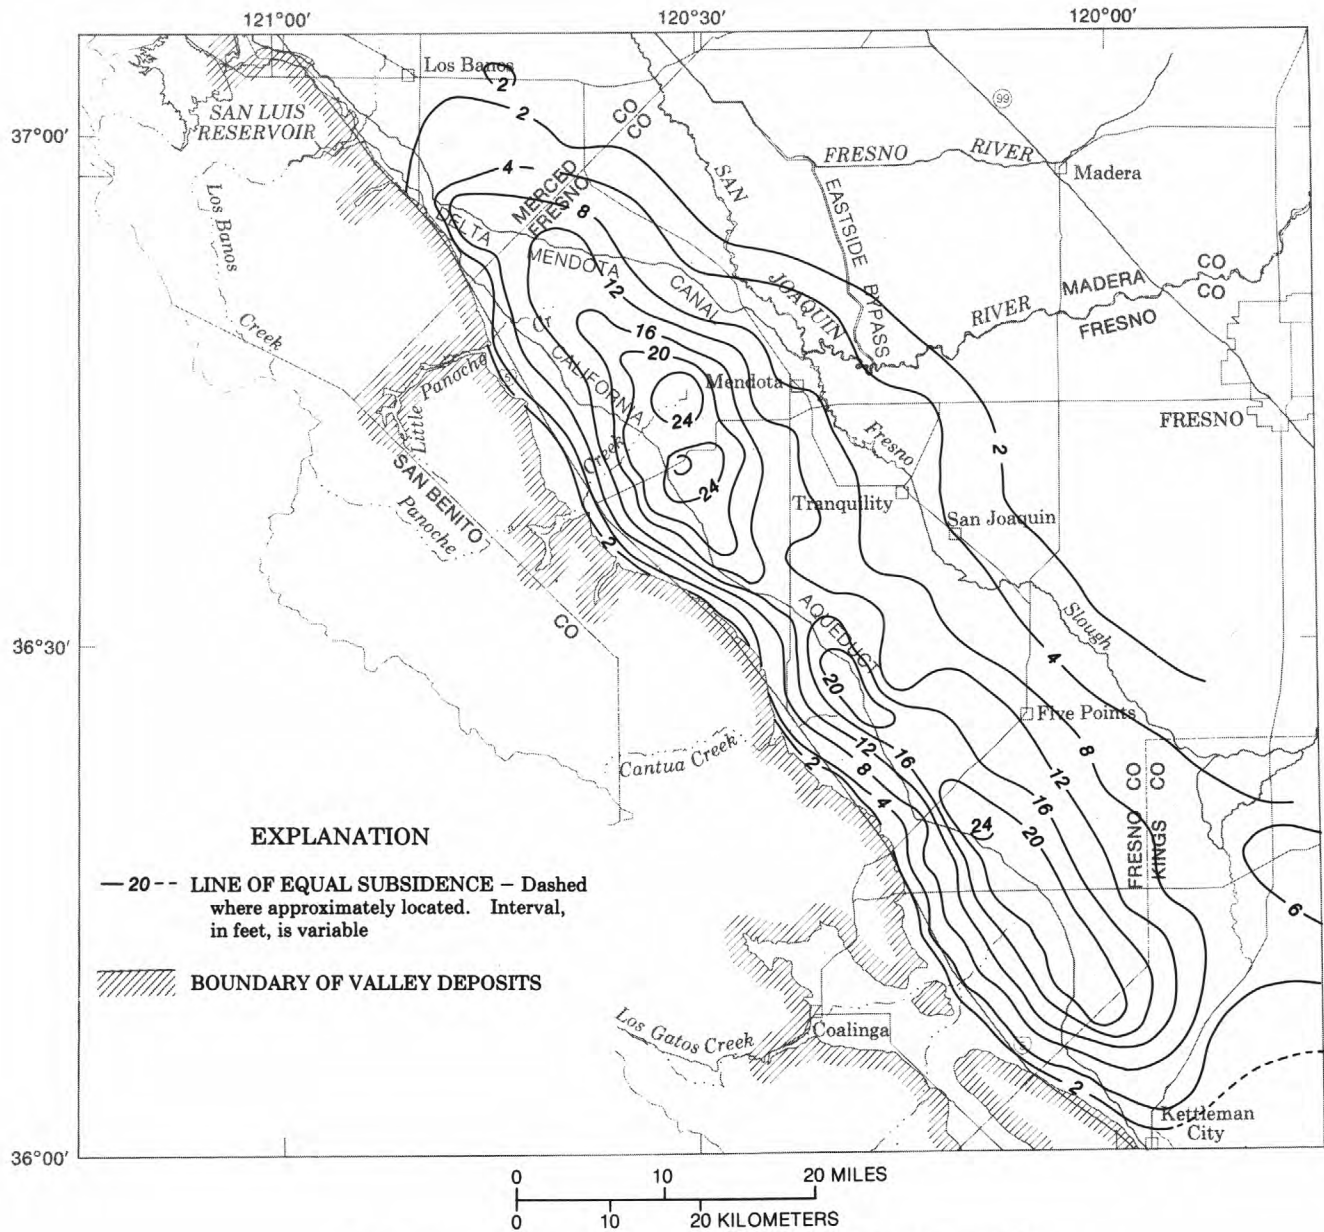 121°00′
120°30′
120°00′
Los Banos
2
2
SAN LUIS
RESERVOIR
37°00′
CO
CO
99
SAN
FRESNO RIVER
Madera
4
MERCED
FRESNO
8
DELTA
MENDOTA
CANAL
EASTSIDE
BYPASS
Los Banos
Creek
12
JOAQUIN
RIVER
MADERA CO
FRESNO CO
Cr
16
20
CALIFORNIA
Mendota
Little Panoche
5
24
Fresno
FRESNO
2
Creek
SAN BENITO
Panoche
24
Tranquility
San Joaquin
2
AQUEDUCT
CO
Slough
36°30′
4
20
Five Points
Cantua Creek
2
12
16
8
8
12
4
FRESNO CO
KINGS CO
16
24
20
EXPLANATION
— 20 - - LINE OF EQUAL SUBSIDENCE – Dashed
where approximately located. Interval,
in feet, is variable
6
BOUNDARY OF VALLEY DEPOSITS
Los Gatos Creek
Coalinga
5
2
Kettleman
City
36°00′
0 10 20 MILES
0 10 20 KILOMETERS